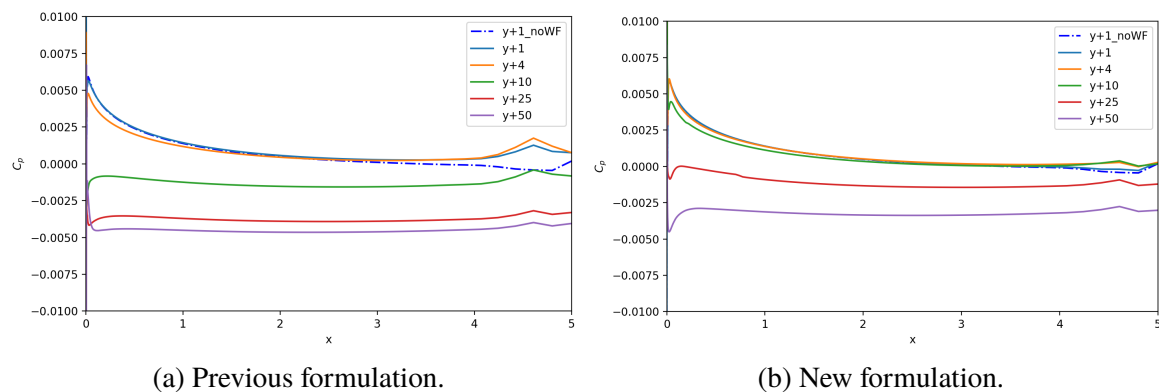 0.0100
0.0075
0.0050
0.0025
0.0000
−0.0025
−0.0050
−0.0075
−0.0100
C_p
0 1 2 3 4 5
x
y+1_noWF
y+1
y+4
y+10
y+25
y+50
(a) Previous formulation.
0.0100
0.0075
0.0050
0.0025
0.0000
−0.0025
−0.0050
−0.0075
−0.0100
C_p
0 1 2 3 4 5
x
y+1_noWF
y+1
y+4
y+10
y+25
y+50
(b) New formulation.